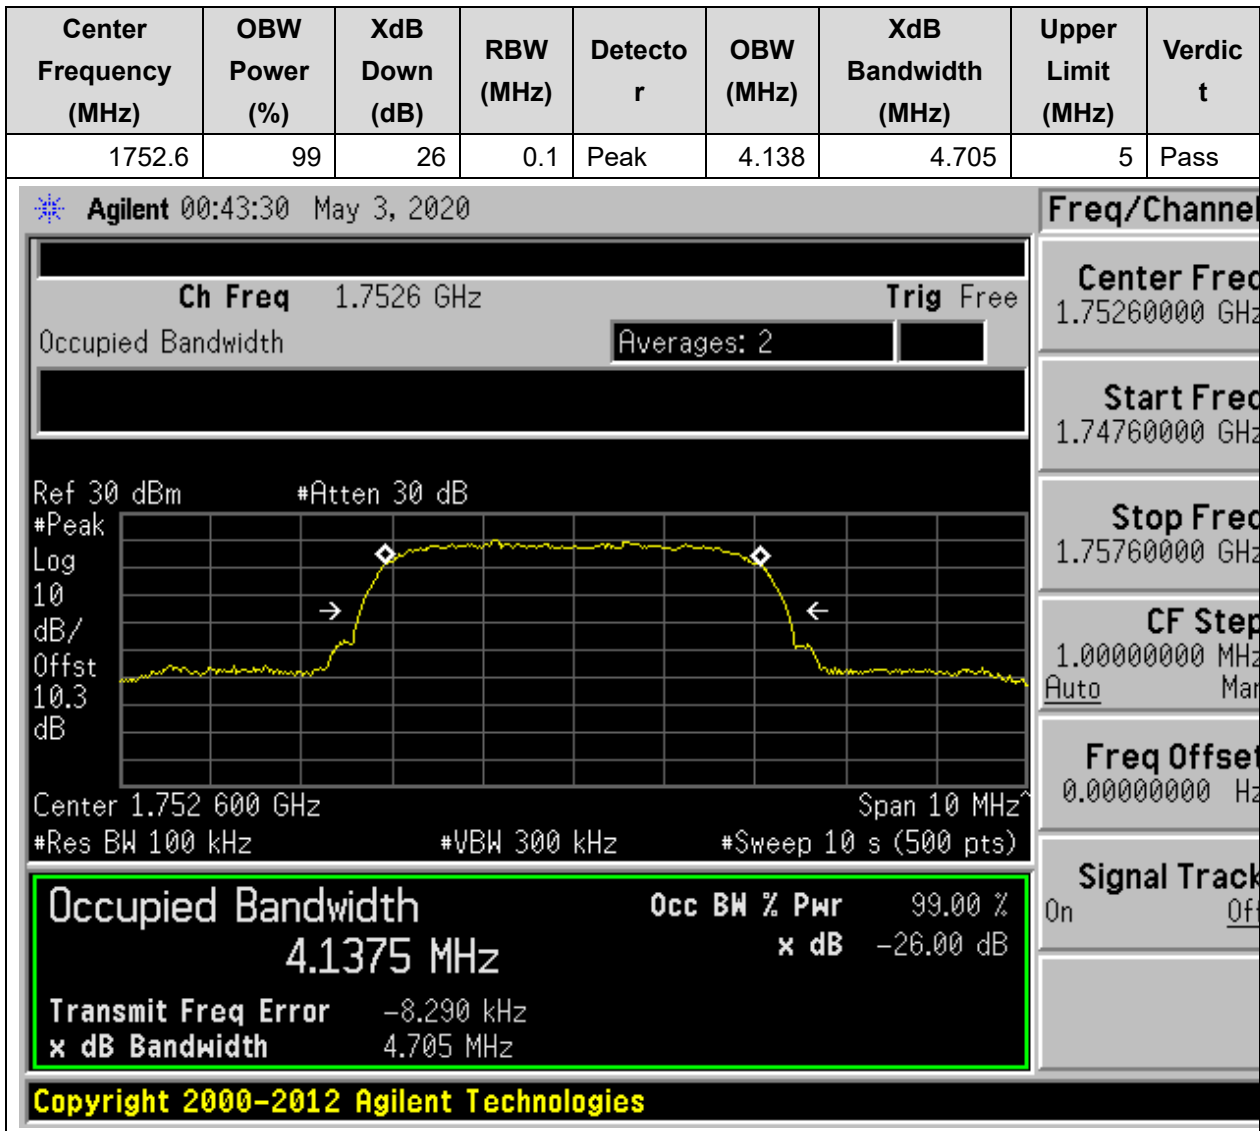 Center Frequency (MHz) OBW Power (%) XdB Down (dB) RBW (MHz) Detector OBW (MHz) XdB Bandwidth (MHz) Upper Limit (MHz) Verdict
1752.6 99 26 0.1 Peak 4.138 4.705 5 Pass
Agilent 00:43:30 May 3, 2020
Freq/Channel
Ch Freq 1.7526 GHz Trig Free
Occupied Bandwidth Averages: 2
Center Freq
1.75260000 GHz
Start Freq
1.74760000 GHz
Stop Freq
1.75760000 GHz
CF Step
1.00000000 MHz
Auto Man
Freq Offset
0.00000000 Hz
Signal Track
On Off
Ref 30 dBm #Atten 30 dB
#Peak
Log
10
dB/
Offst
10.3
dB
Center 1.752 600 GHz Span 10 MHz^
#Res BW 100 kHz #VBW 300 kHz #Sweep 10 s (500 pts)
Occupied Bandwidth
4.1375 MHz
Occ BW % Pwr 99.00 %
x dB -26.00 dB
Transmit Freq Error -8.290 kHz
x dB Bandwidth 4.705 MHz
Copyright 2000-2012 Agilent Technologies